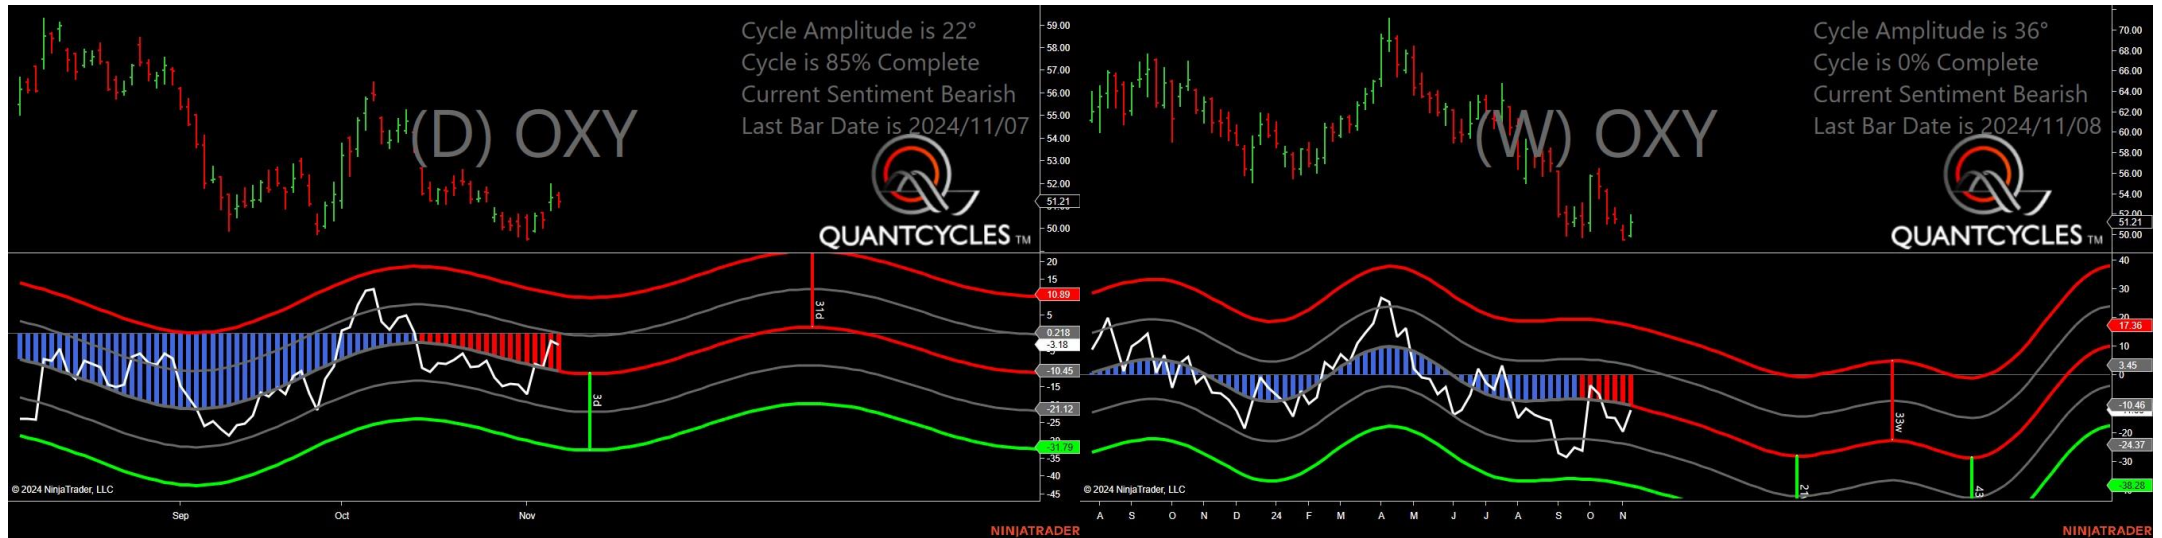 Cycle Amplitude is 22°
Cycle is 85% Complete
Current Sentiment Bearish
Last Bar Date is 2024/11/07
(D) OXY
QUANTCYCLES TM
59.00
58.00
57.00
56.00
55.00
54.00
53.00
52.00
51.21
50.00
20
15
10.89
5
0.218
-3.18
-10.45
-15
-21.12
-25
-31.79
-35
-40
-45
31d
3d
© 2024 NinjaTrader, LLC
Sep Oct Nov
NINJATRADER
Cycle Amplitude is 36°
Cycle is 0% Complete
Current Sentiment Bearish
Last Bar Date is 2024/11/08
(W) OXY
QUANTCYCLES TM
70.00
68.00
66.00
64.00
62.00
60.00
58.00
56.00
54.00
52.00
51.21
50.00
40
30
20
17.36
10
3.45
0
-10.46
-20
-24.37
-30
-38.28
33w
43
© 2024 NinjaTrader, LLC
A S O N D 24 F M A M J J A S O N
NINJATRADER